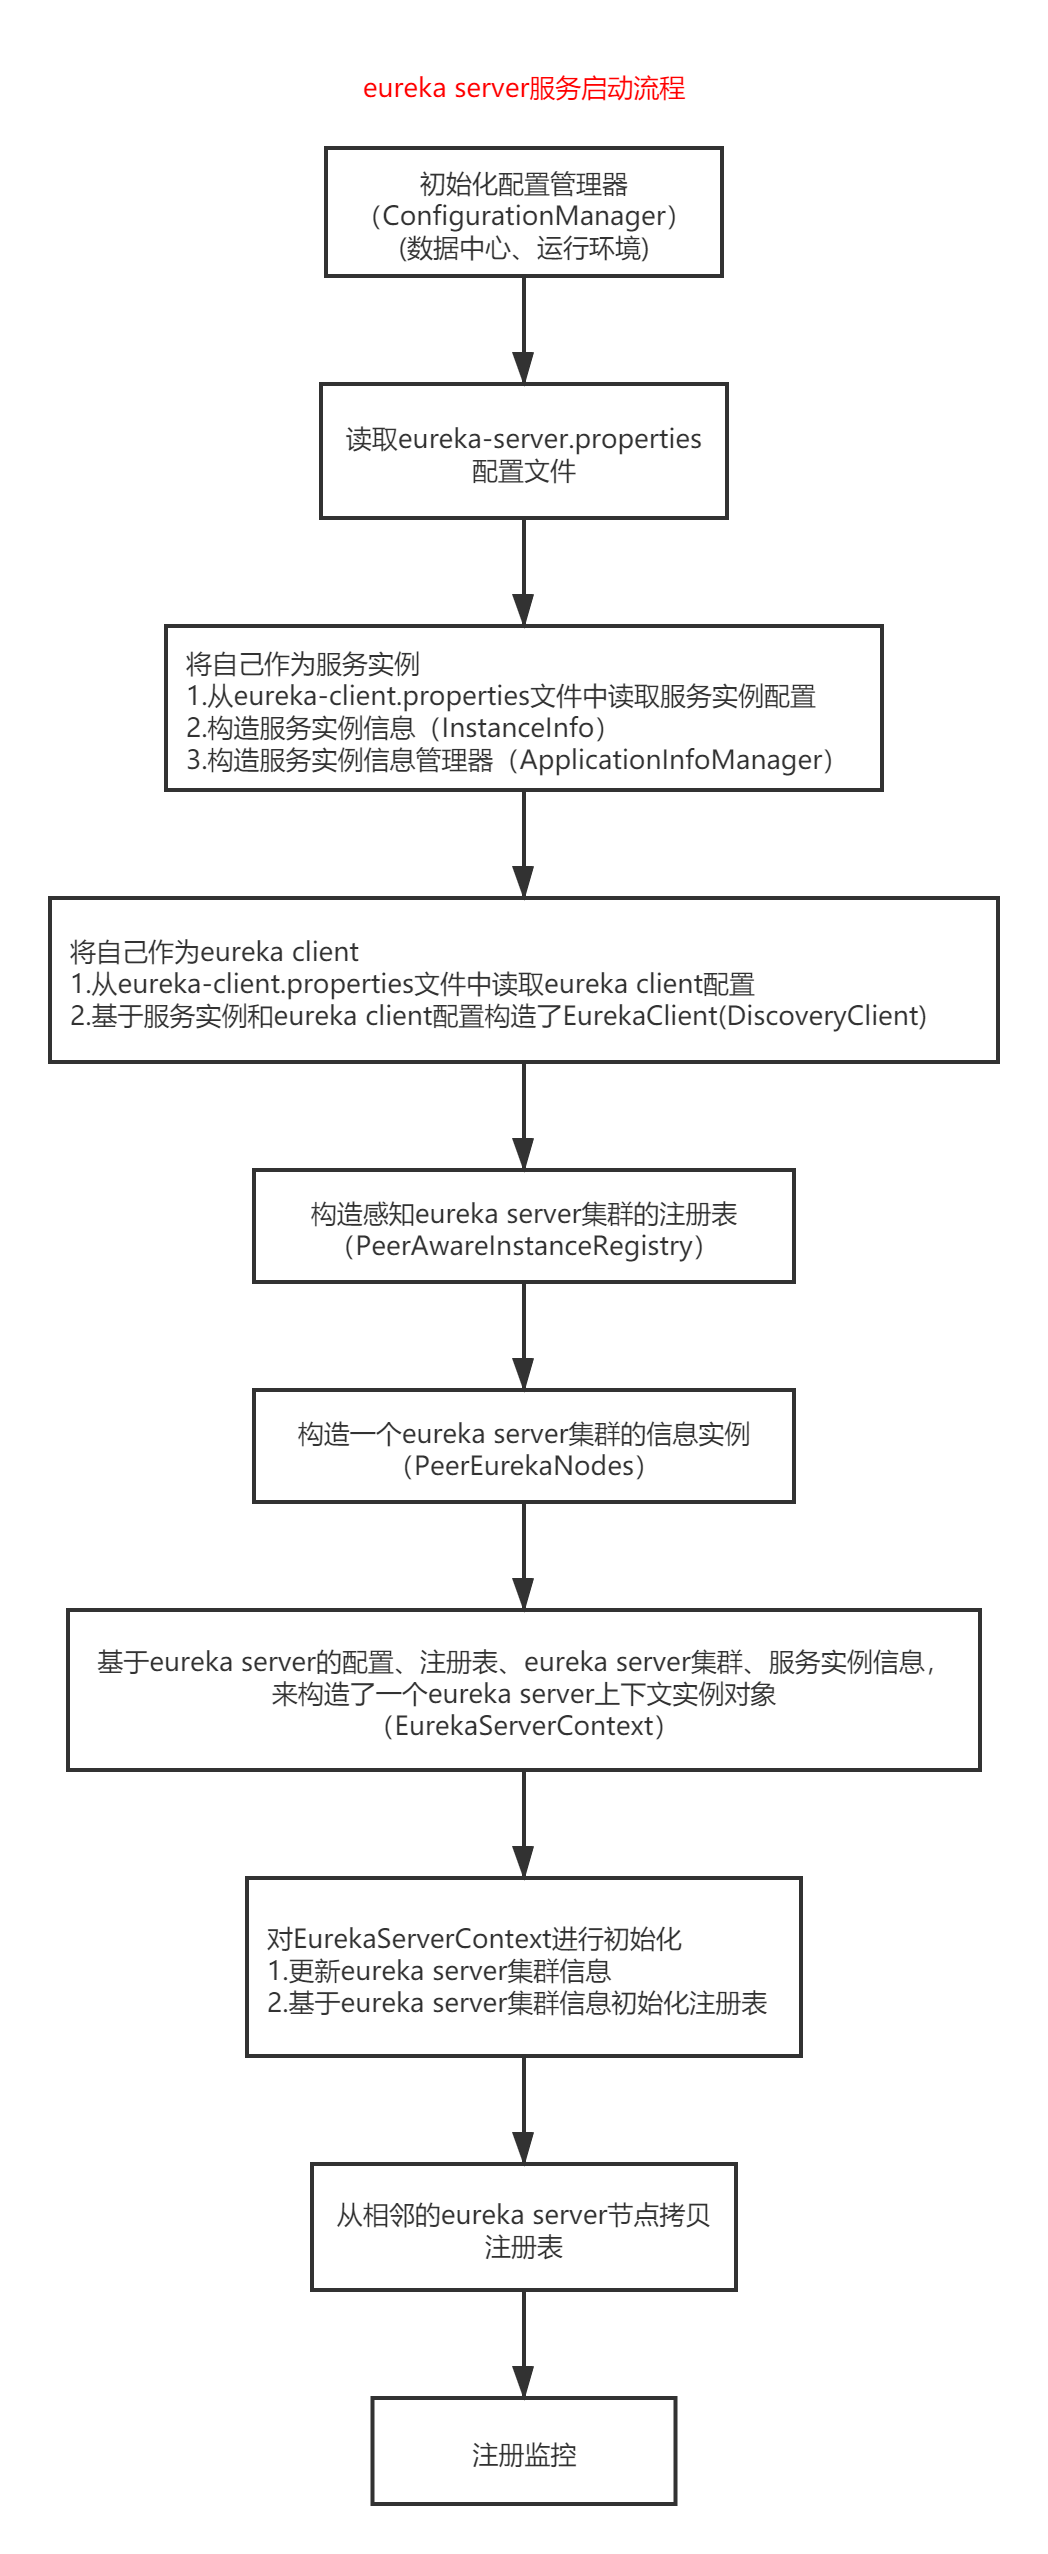 eureka server服务启动流程
初始化配置管理器
（ConfigurationManager）
(数据中心、运行环境)
读取eureka-server.properties
配置文件
将自己作为服务实例
1.从eureka-client.properties文件中读取服务实例配置
2.构造服务实例信息（InstanceInfo）
3.构造服务实例信息管理器（ApplicationInfoManager）
将自己作为eureka client
1.从eureka-client.properties文件中读取eureka client配置
2.基于服务实例和eureka client配置构造了EurekaClient(DiscoveryClient)
构造感知eureka server集群的注册表
（PeerAwareInstanceRegistry）
构造一个eureka server集群的信息实例
（PeerEurekaNodes）
基于eureka server的配置、注册表、eureka server集群、服务实例信息，
来构造了一个eureka server上下文实例对象
（EurekaServerContext）
对EurekaServerContext进行初始化
1.更新eureka server集群信息
2.基于eureka server集群信息初始化注册表
从相邻的eureka server节点拷贝
注册表
注册监控